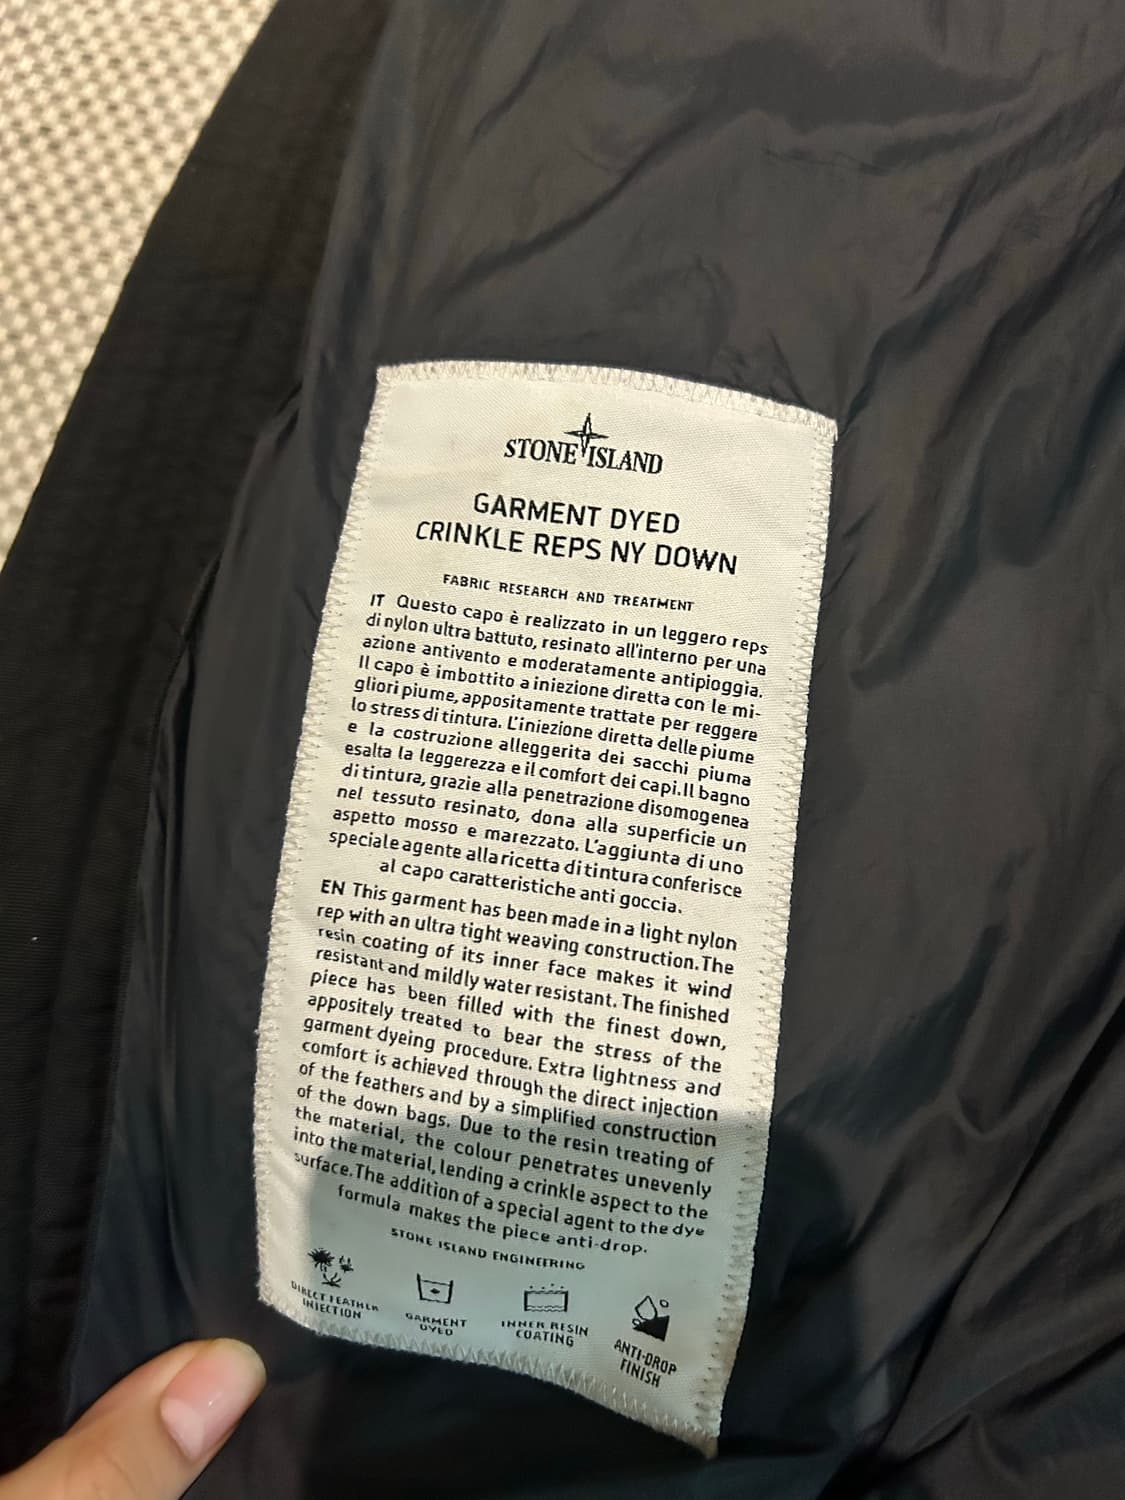 STONE ISLAND
GARMENT DYED
CRINKLE REPS NY DOWN
FABRIC RESEARCH AND TREATMENT
IT Questo capo è realizzato in un leggero reps
di nylon ultra battuto, resinato all'interno per una
azione antivento e moderatamente antipioggia.
Il capo è imbottito a iniezione diretta con le mi-
gliori piume, appositamente trattate per reggere
lo stress di tintura. L'iniezione diretta delle piume
e la costruzione alleggerita dei sacchi piuma
esalta la leggerezza e il comfort dei capi. Il bagno
di tintura, grazie alla penetrazione disomogenea
nel tessuto resinato, dona alla superficie un
aspetto mosso e marezzato. L'aggiunta di uno
speciale agente alla ricetta di tintura conferisce
al capo caratteristiche anti goccia.
EN This garment has been made in a light nylon
rep with an ultra tight weaving construction. The
resin coating of its inner face makes it wind
resistant and mildly water resistant. The finished
piece has been filled with the finest down,
appositely treated to bear the stress of the
garment dyeing procedure. Extra lightness and
comfort is achieved through the direct injection
of the feathers and by a simplified construction
of the down bags. Due to the resin treating of
the material, the colour penetrates unevenly
into the material, lending a crinkle aspect to the
surface. The addition of a special agent to the dye
formula makes the piece anti-drop.
STONE ISLAND ENGINEERING
DIRECT FEATHER
INJECTION
GARMENT
DYED
INNER RESIN
COATING
ANTI-DROP
FINISH